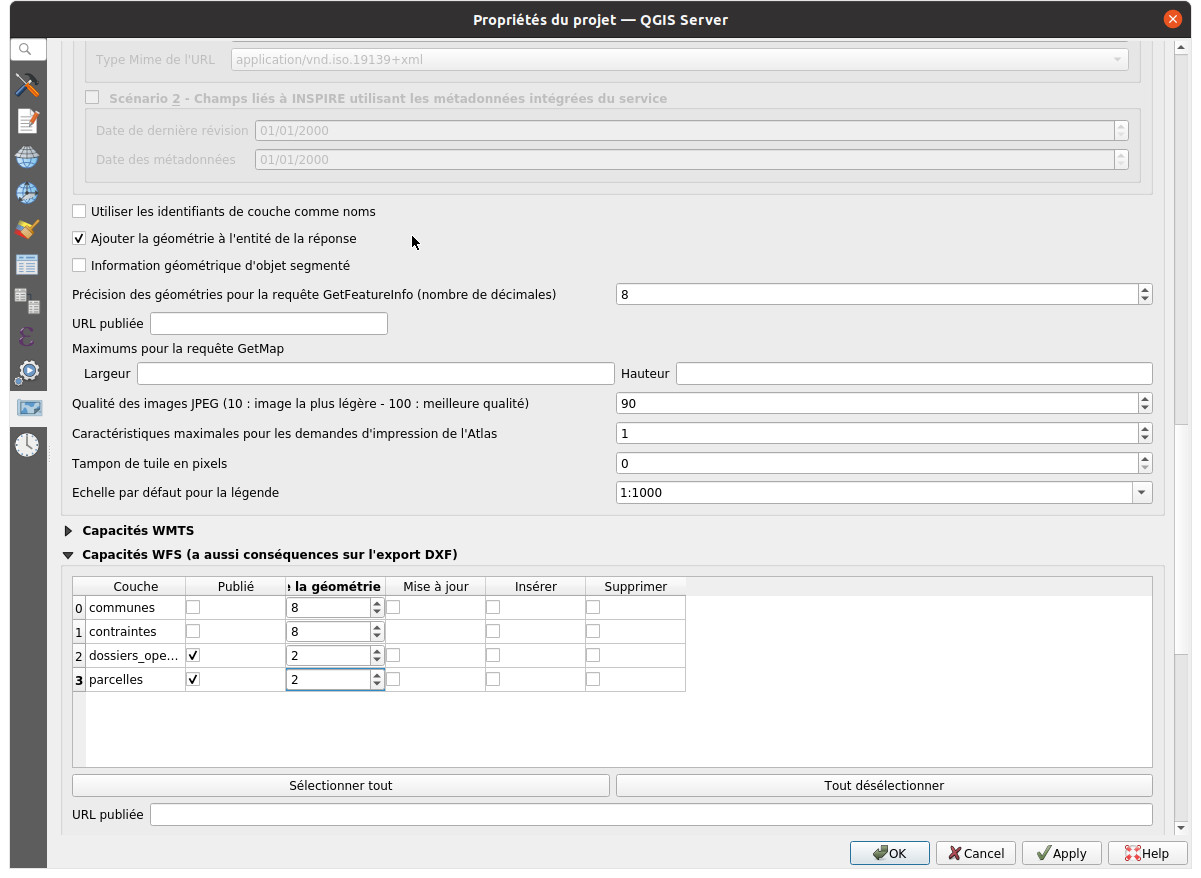 Propriétés du projet — QGIS Server
Type Mime de l'URL application/vnd.iso.19139+xml
Scénario 2 - Champs liés à INSPIRE utilisant les métadonnées intégrées du service
Date de dernière révision 01/01/2000
Date des métadonnées 01/01/2000
Utiliser les identifiants de couche comme noms
Ajouter la géométrie à l'entité de la réponse
Information géométrique d'objet segmenté
Précision des géométries pour la requête GetFeatureInfo (nombre de décimales) 8
URL publiée
Maximums pour la requête GetMap
Largeur Hauteur
Qualité des images JPEG (10 : image la plus légère - 100 : meilleure qualité) 90
Caractéristiques maximales pour les demandes d'impression de l'Atlas 1
Tampon de tuile en pixels 0
Echelle par défaut pour la légende 1:1000
Capacités WMTS
Capacités WFS (a aussi conséquences sur l'export DXF)
Couche Publié la géométrie Mise à jour Insérer Supprimer
0 communes 8
1 contraintes 8
2 dossiers_ope... 2
3 parcelles 2
Sélectionner tout Tout désélectionner
URL publiée
OK Cancel Apply Help